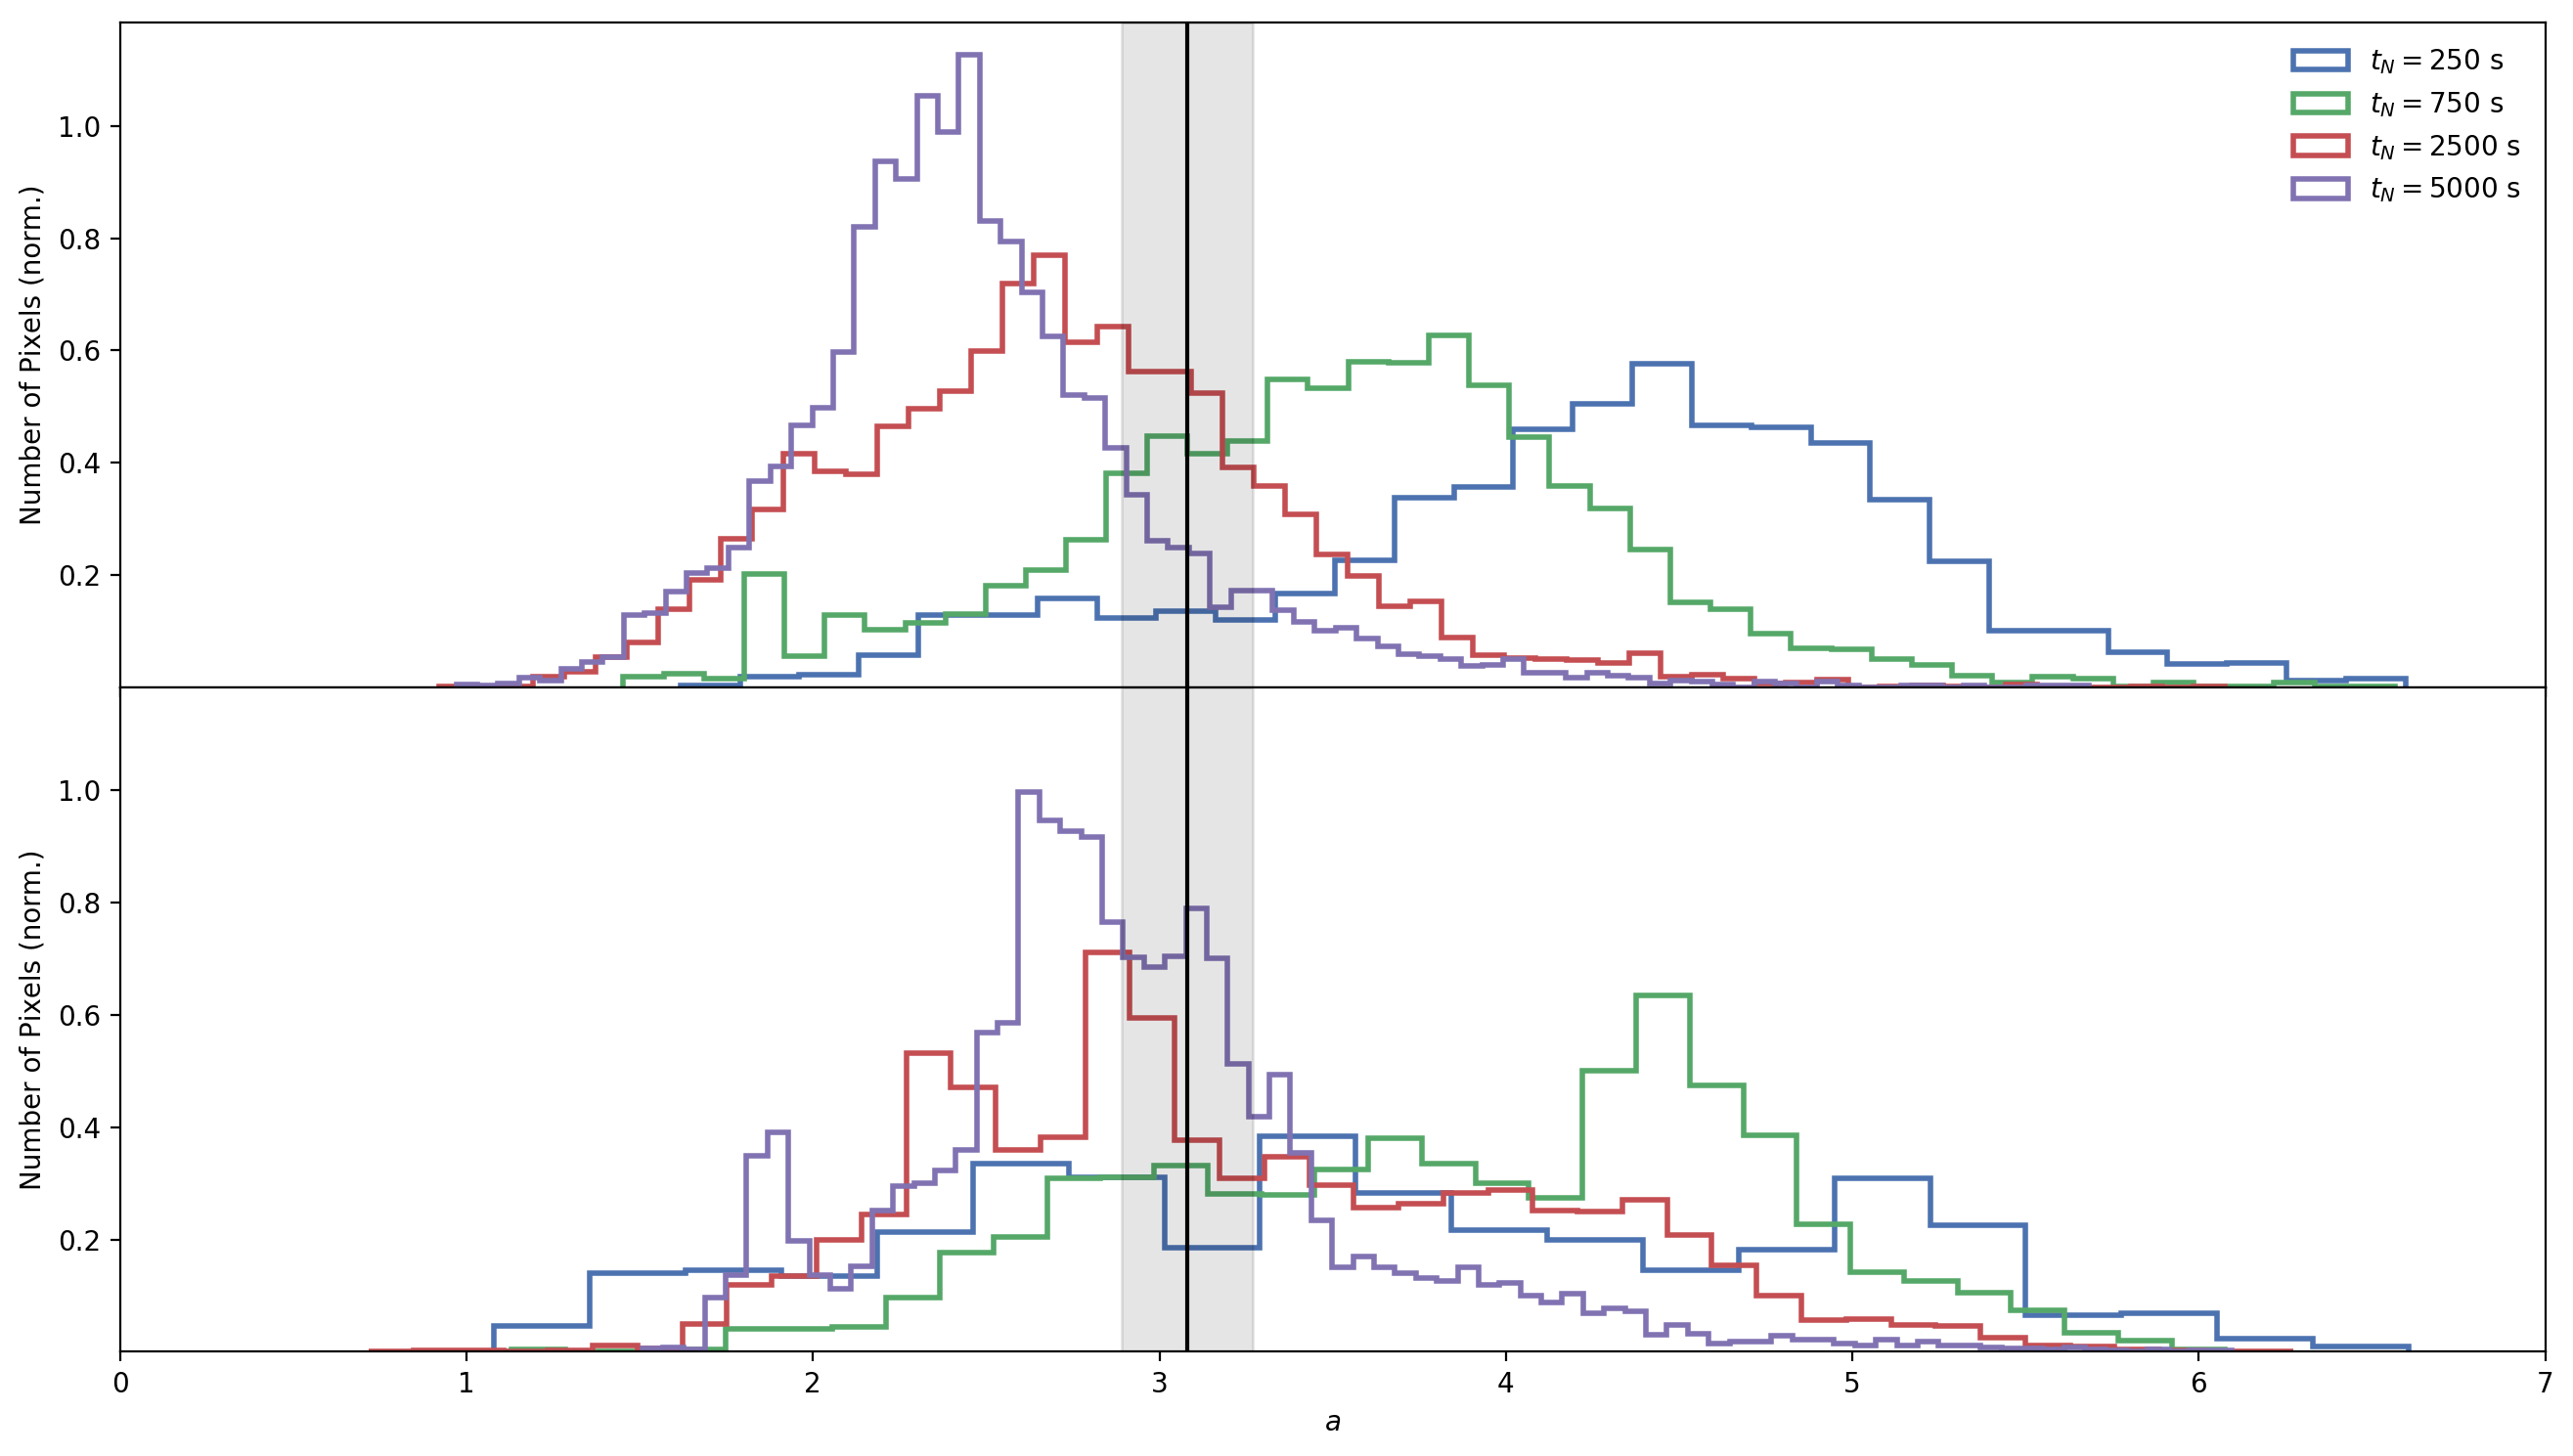 Number of Pixels (norm.)
1.0
0.8
0.6
0.4
0.2
t_N = 250 s
t_N = 750 s
t_N = 2500 s
t_N = 5000 s
Number of Pixels (norm.)
1.0
0.8
0.6
0.4
0.2
0 1 2 3 4 5 6 7
a